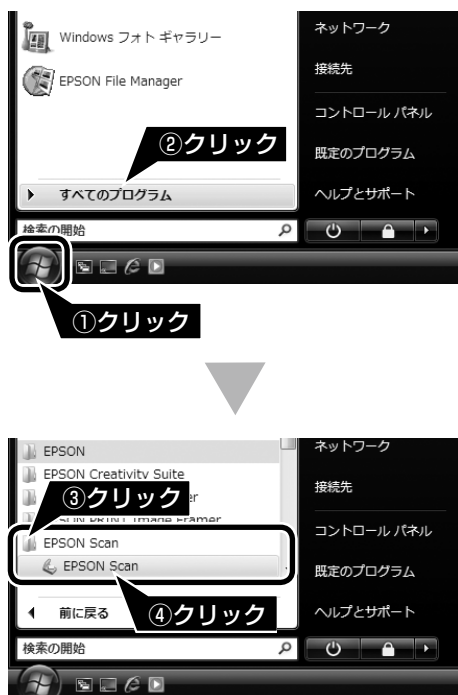 Windows フォト ギャラリー
ネットワーク
EPSON File Manager
接続先
コントロール パネル
②クリック
既定のプログラム
すべてのプログラム
ヘルプとサポート
検索の開始
①クリック
EPSON
ネットワーク
EPSON Creativity Suite
接続先
③クリック
EPSON PRINT Image Framer
コントロール パネル
EPSON Scan
EPSON Scan
既定のプログラム
前に戻る
④クリック
ヘルプとサポート
検索の開始